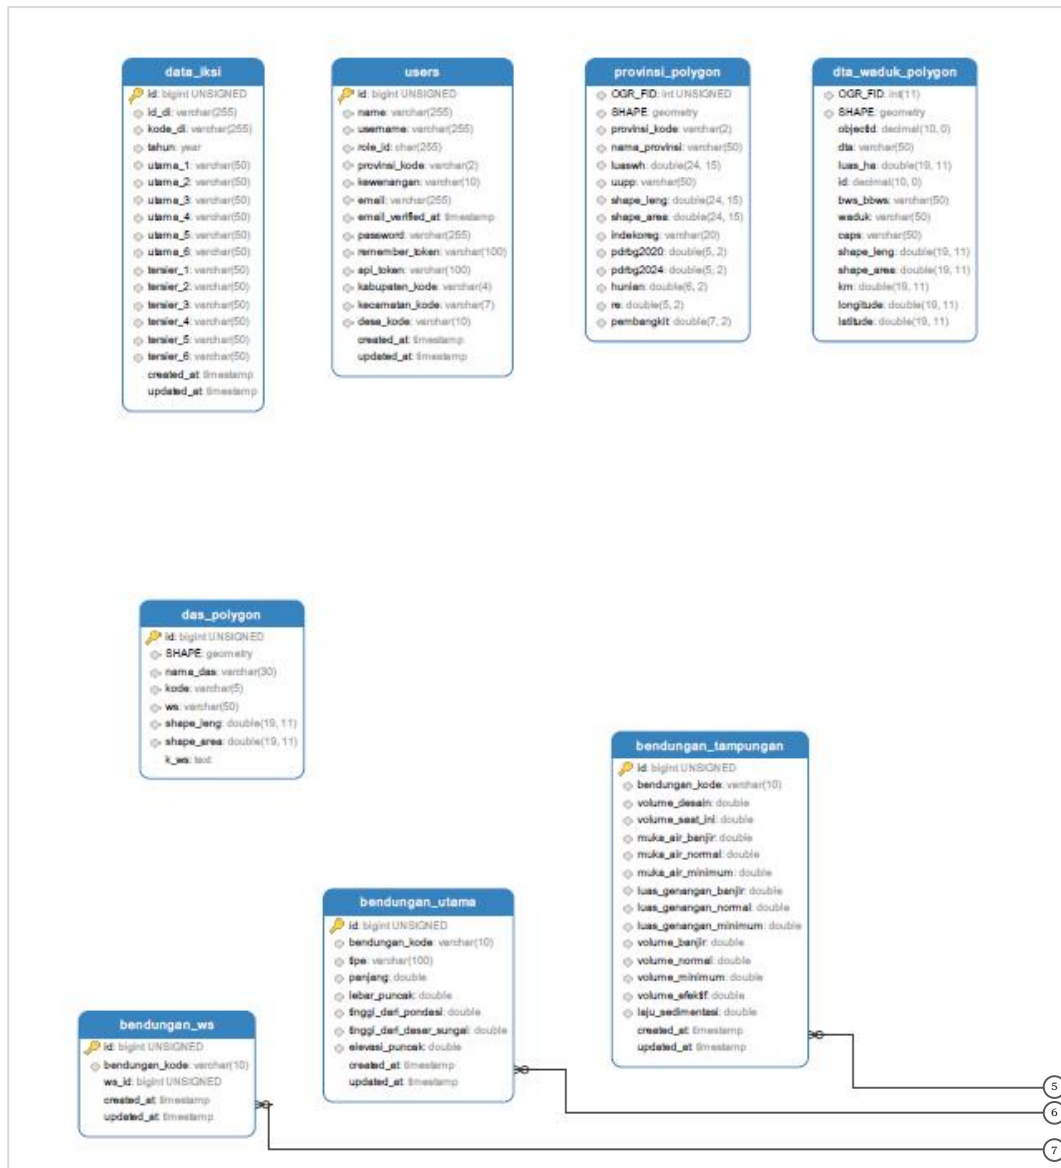 data_iksi
id: bigint UNSIGNED
id_di: varchar(255)
kode_di: varchar(255)
tahun: year
utama_1: varchar(50)
utama_2: varchar(50)
utama_3: varchar(50)
utama_4: varchar(50)
utama_5: varchar(50)
utama_6: varchar(50)
tersier_1: varchar(50)
tersier_2: varchar(50)
tersier_3: varchar(50)
tersier_4: varchar(50)
tersier_5: varchar(50)
tersier_6: varchar(50)
created_at: timestamp
updated_at: timestamp
users
id: bigint UNSIGNED
name: varchar(255)
username: varchar(255)
role_id: char(255)
provinsi_kode: varchar(2)
kewenangan: varchar(10)
email: varchar(255)
email_verified_at: timestamp
password: varchar(255)
remember_token: varchar(100)
api_token: varchar(100)
kabupaten_kode: varchar(4)
kecamatan_kode: varchar(7)
desa_kode: varchar(10)
created_at: timestamp
updated_at: timestamp
provinsi_polygon
OGR_FID: int UNSIGNED
SHAPE: geometry
provinsi_kode: varchar(2)
nama_provinsi: varchar(50)
luaswh: double(24, 15)
uupp: varchar(50)
shape_leng: double(24, 15)
shape_area: double(24, 15)
indekoreg: varchar(20)
pdrbg2020: double(5, 2)
pdrbg2024: double(5, 2)
hunian: double(6, 2)
re: double(5, 2)
pembangkit: double(7, 2)
dta_waduk_polygon
OGR_FID: int(11)
SHAPE: geometry
objectid: decimal(10, 0)
dta: varchar(50)
luas_ha: double(19, 11)
id: decimal(10, 0)
bws_bbws: varchar(50)
waduk: varchar(50)
caps: varchar(50)
shape_leng: double(19, 11)
shape_area: double(19, 11)
km: double(19, 11)
longitude: double(19, 11)
latitude: double(19, 11)
das_polygon
id: bigint UNSIGNED
SHAPE: geometry
nama_das: varchar(30)
kode: varchar(5)
ws: varchar(50)
shape_leng: double(19, 11)
shape_area: double(19, 11)
k_ws: text
bendungan_tampungan
id: bigint UNSIGNED
bendungan_kode: varchar(10)
volume_desain: double
volume_saat_ini: double
muka_air_banjir: double
muka_air_normal: double
muka_air_minimum: double
luas_genangan_banjir: double
luas_genangan_normal: double
luas_genangan_minimum: double
volume_banjir: double
volume_normal: double
volume_minimum: double
volume_efektif: double
laju_sedimentasi: double
created_at: timestamp
updated_at: timestamp
bendungan_utama
id: bigint UNSIGNED
bendungan_kode: varchar(10)
tipe: varchar(100)
panjang: double
lebar_puncak: double
tinggi_dari_pondasi: double
tinggi_dari_dasar_sungai: double
elevasi_puncak: double
created_at: timestamp
updated_at: timestamp
bendungan_ws
id: bigint UNSIGNED
bendungan_kode: varchar(10)
ws_id: bigint UNSIGNED
created_at: timestamp
updated_at: timestamp
5
6
7